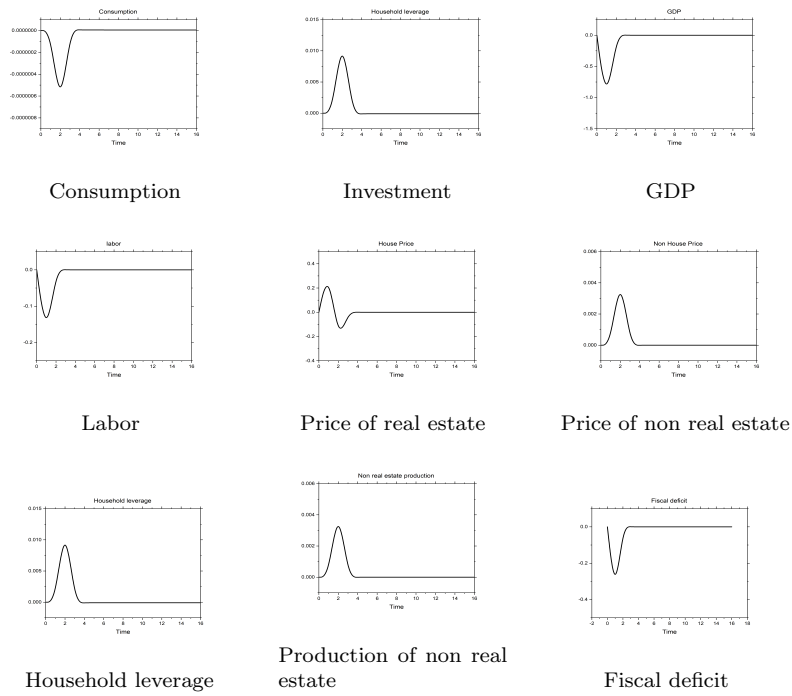 Consumption
0.0000000
-0.0000002
-0.0000004
-0.0000006
-0.0000008
0 2 4 6 8 10 12 14 16
Time
Consumption
Household leverage
0.015
0.010
0.005
0.000
0 2 4 6 8 10 12 14 16
Time
Investment
GDP
0.0
-0.5
-1.0
-1.5
0 2 4 6 8 10 12 14 16
Time
GDP
labor
0.0
-0.1
-0.2
0 2 4 6 8 10 12 14 16
Time
Labor
House Price
0.4
0.2
0.0
-0.2
-0.4
0 2 4 6 8 10 12 14 16
Time
Price of real estate
Non House Price
0.006
0.004
0.002
0.000
0 2 4 6 8 10 12 14 16
Time
Price of non real estate
Household leverage
0.015
0.010
0.005
0.000
0 2 4 6 8 10 12 14 16
Time
Household leverage
Non real estate production
0.006
0.004
0.002
0.000
0 2 4 6 8 10 12 14 16
Time
Production of non real
estate
Fiscal deficit
0.0
-0.2
-0.4
-2 0 2 4 6 8 10 12 14 16 18
Time
Fiscal deficit